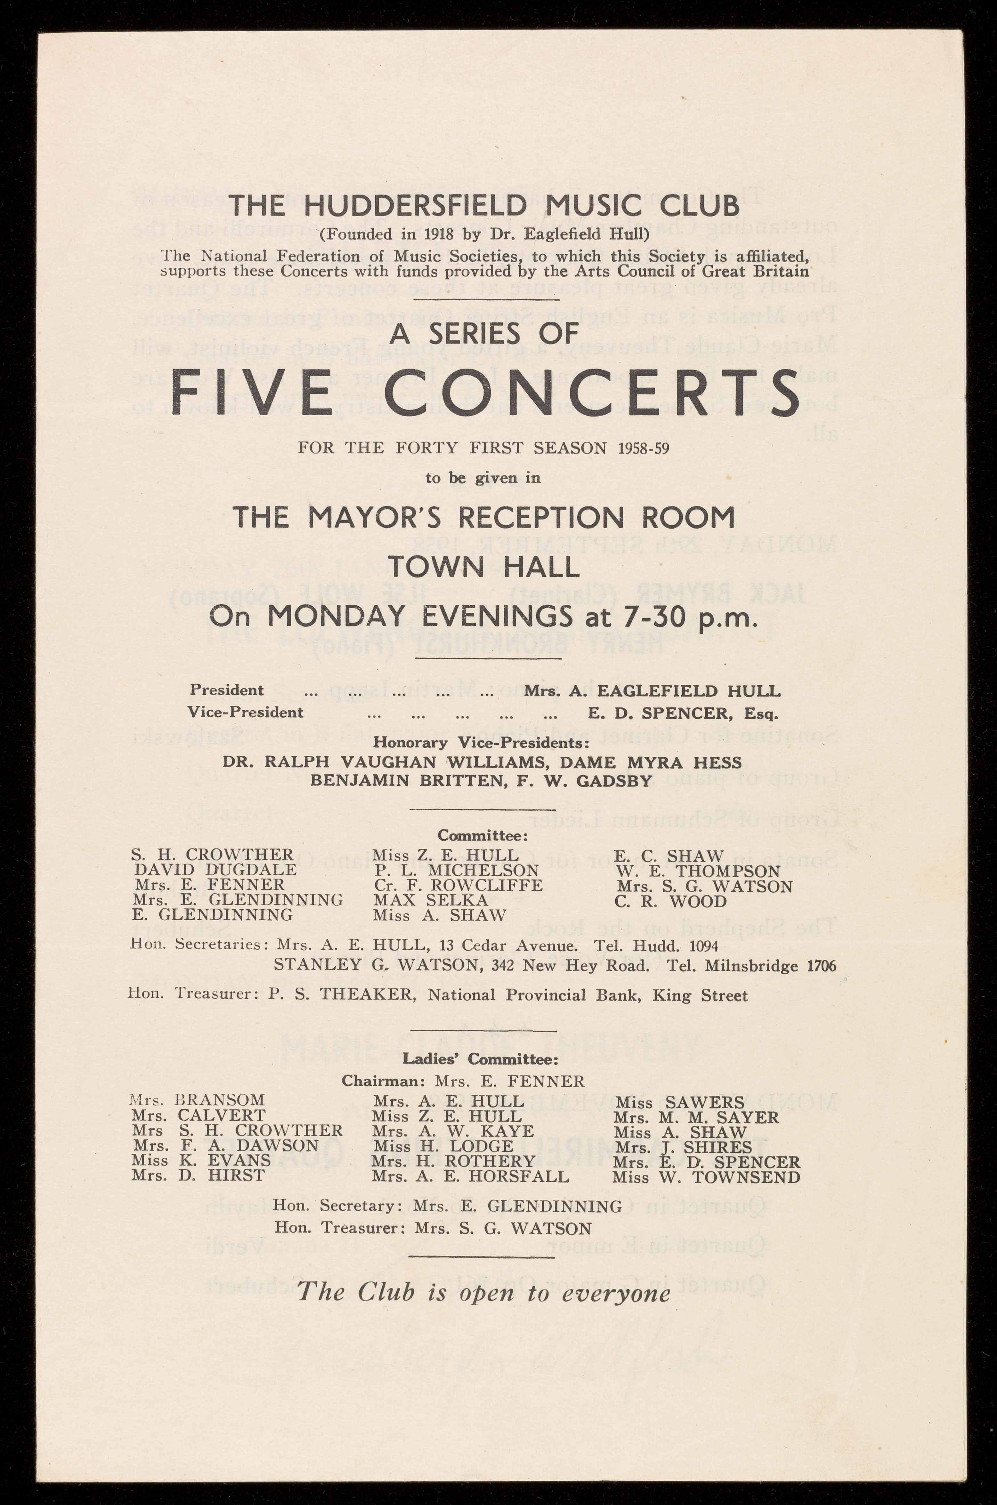 THE HUDDERSFIELD MUSIC CLUB
(Founded in 1918 by Dr. Eaglefield Hull)
The National Federation of Music Societies, to which this Society is affiliated,
supports these Concerts with funds provided by the Arts Council of Great Britain
A SERIES OF
FIVE CONCERTS
FOR THE FORTY FIRST SEASON 1958-59
to be given in
THE MAYOR'S RECEPTION ROOM
TOWN HALL
On MONDAY EVENINGS at 7-30 p.m.
President ... ... ... ... ... Mrs. A. EAGLEFIELD HULL
Vice-President ... ... ... ... ... E. D. SPENCER, Esq.
Honorary Vice-Presidents:
DR. RALPH VAUGHAN WILLIAMS, DAME MYRA HESS
BENJAMIN BRITTEN, F. W. GADSBY
Committee:
S. H. CROWTHER Miss Z. E. HULL E. C. SHAW
DAVID DUGDALE P. L. MICHELSON W. E. THOMPSON
Mrs. E. FENNER Cr. F. ROWCLIFFE Mrs. S. G. WATSON
Mrs. E. GLENDINNING MAX SELKA C. R. WOOD
E. GLENDINNING Miss A. SHAW
Hon. Secretaries: Mrs. A. E. HULL, 13 Cedar Avenue. Tel. Hudd. 1094
STANLEY G. WATSON, 342 New Hey Road. Tel. Milnsbridge 1706
Hon. Treasurer: P. S. THEAKER, National Provincial Bank, King Street
Ladies' Committee:
Chairman: Mrs. E. FENNER
Mrs. BRANSOM Mrs. A. E. HULL Miss SAWERS
Mrs. CALVERT Miss Z. E. HULL Mrs. M. M. SAYER
Mrs S. H. CROWTHER Mrs. A. W. KAYE Miss A. SHAW
Mrs. F. A. DAWSON Miss H. LODGE Mrs. J. SHIRES
Miss K. EVANS Mrs. H. ROTHERY Mrs. E. D. SPENCER
Mrs. D. HIRST Mrs. A. E. HORSFALL Miss W. TOWNSEND
Hon. Secretary: Mrs. E. GLENDINNING
Hon. Treasurer: Mrs. S. G. WATSON
The Club is open to everyone